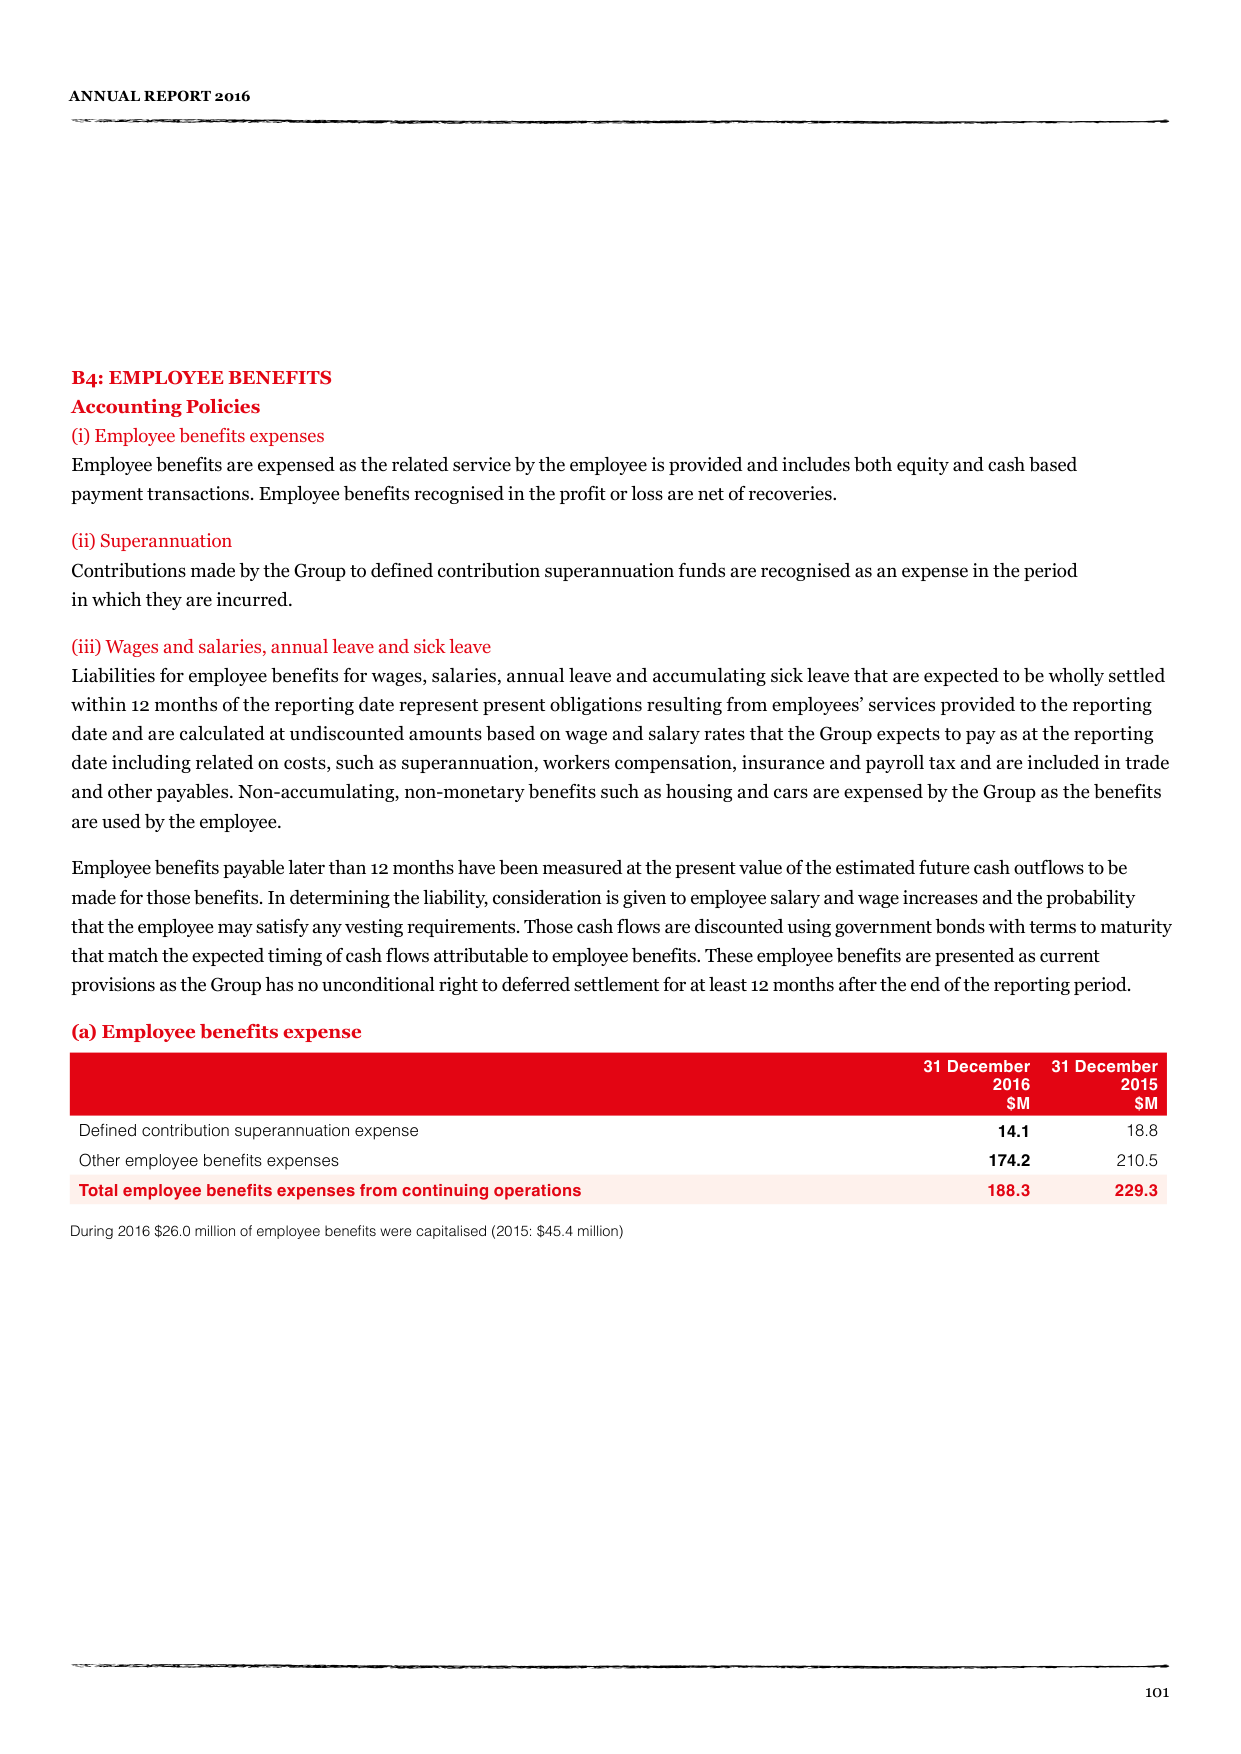 ANNUAL REPORT 2016
B4: EMPLOYEE BENEFITS
Accounting Policies
(i) Employee benefits expenses
Employee benefits are expensed as the related service by the employee is provided and includes both equity and cash based
payment transactions. Employee benefits recognised in the profit or loss are net of recoveries.
(ii) Superannuation
Contributions made by the Group to defined contribution superannuation funds are recognised as an expense in the period
in which they are incurred.
(iii) Wages and salaries, annual leave and sick leave
Liabilities for employee benefits for wages, salaries, annual leave and accumulating sick leave that are expected to be wholly settled
within 12 months of the reporting date represent present obligations resulting from employees’ services provided to the reporting
date and are calculated at undiscounted amounts based on wage and salary rates that the Group expects to pay as at the reporting
date including related on costs, such as superannuation, workers compensation, insurance and payroll tax and are included in trade
and other payables. Non-accumulating, non-monetary benefits such as housing and cars are expensed by the Group as the benefits
are used by the employee.
Employee benefits payable later than 12 months have been measured at the present value of the estimated future cash outflows to be
made for those benefits. In determining the liability, consideration is given to employee salary and wage increases and the probability
that the employee may satisfy any vesting requirements. Those cash flows are discounted using government bonds with terms to maturity
that match the expected timing of cash flows attributable to employee benefits. These employee benefits are presented as current
provisions as the Group has no unconditional right to deferred settlement for at least 12 months after the end of the reporting period.
(a) Employee benefits expense
31 December 31 December
2016 2015
$M $M
Defined contribution superannuation expense 14.1 18.8
Other employee benefits expenses 174.2 210.5
Total employee benefits expenses from continuing operations 188.3 229.3
During 2016 $26.0 million of employee benefits were capitalised (2015: $45.4 million)
101